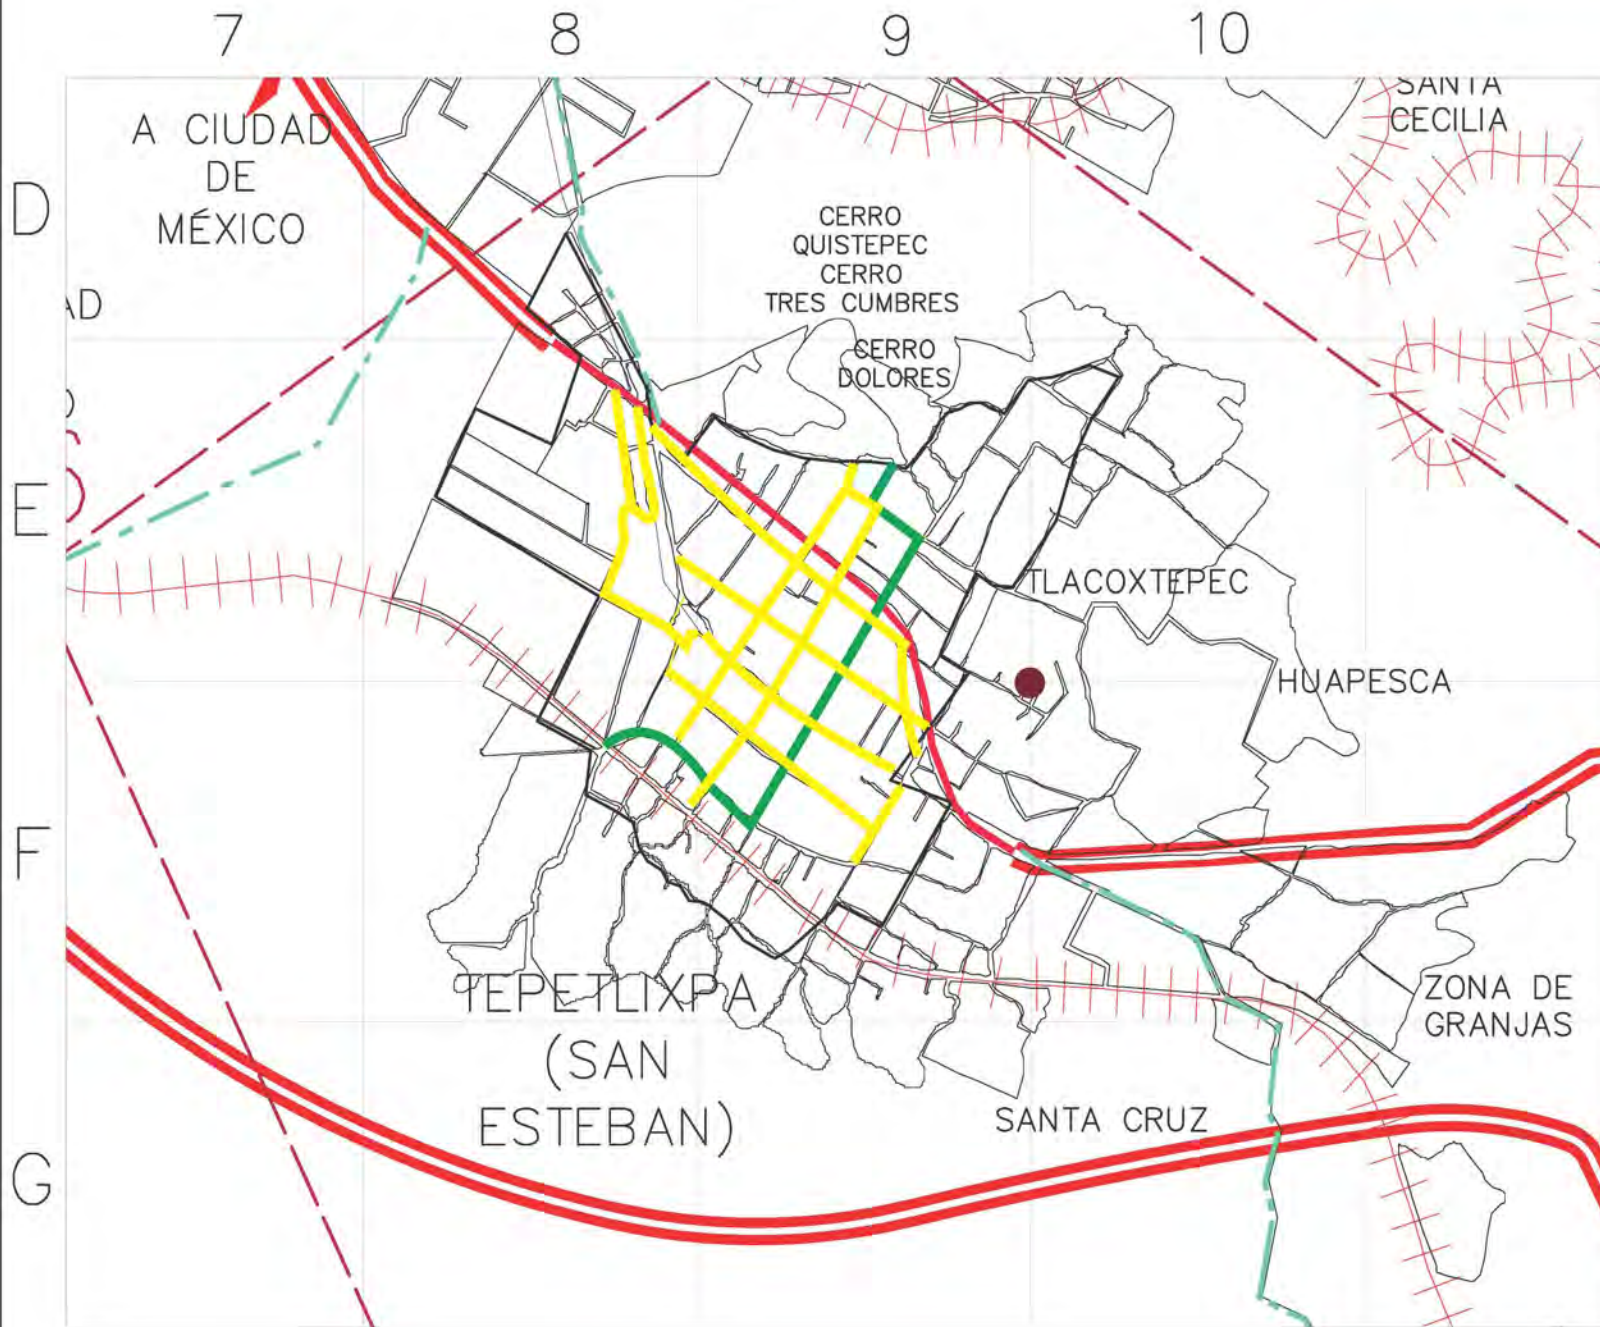 7 8 9 10
SANTA
CECILIA
A CIUDAD
DE
MÉXICO
D
CERRO
QUISTEPEC
CERRO
TRES CUMBRES
AD
CERRO
DOLORES
E
TLACOXTEPEC
HUAPESCA
F
TEPETLIXPA
(SAN
ESTEBAN)
ZONA DE
GRANJAS
SANTA CRUZ
G